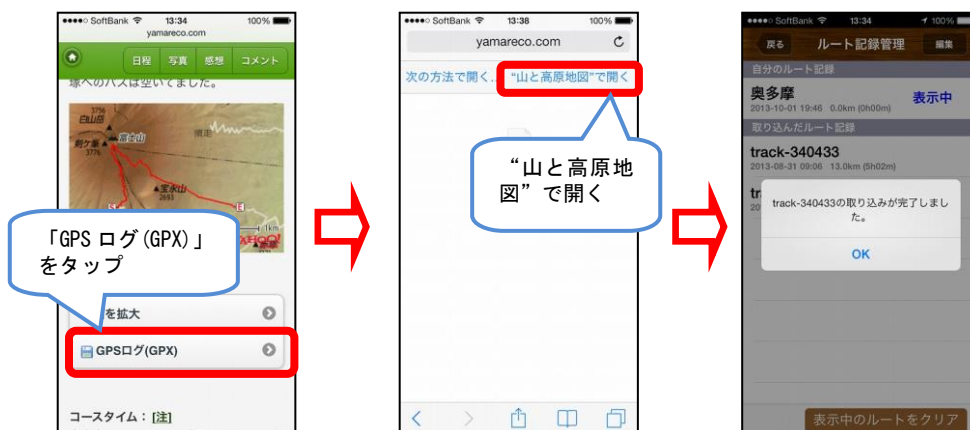 SoftBank 13:34 100%
yamareco.com
日程 写真 感想 コメント
球へのバスは空いてました。
3756
白山岳
剣ケ峯
3776
富士山
宝永山
2693
1km
「GPS ログ(GPX)」
をタップ
を拡大
GPSログ(GPX)
コースタイム：[注]
SoftBank 13:38 100%
yamareco.com
次の方法で開く... “山と高原地図”で開く
“山と高原地
図”で開く
SoftBank 13:34 100%
戻る ルート記録管理 編集
自分のルート記録
奥多摩 表示中
2013-10-01 19:46 0.0km (0h00m)
取り込んだルート記録
track-340433
2013-08-31 09:06 13.0km (5h02m)
track-340433の取り込みが完了しまし
た。
OK
表示中のルートをクリア